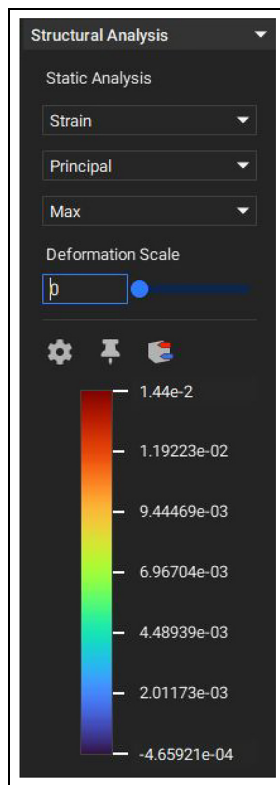 Structural Analysis
Static Analysis
Strain
Principal
Max
Deformation Scale
0
1.44e-2
1.19223e-02
9.44469e-03
6.96704e-03
4.48939e-03
2.01173e-03
-4.65921e-04